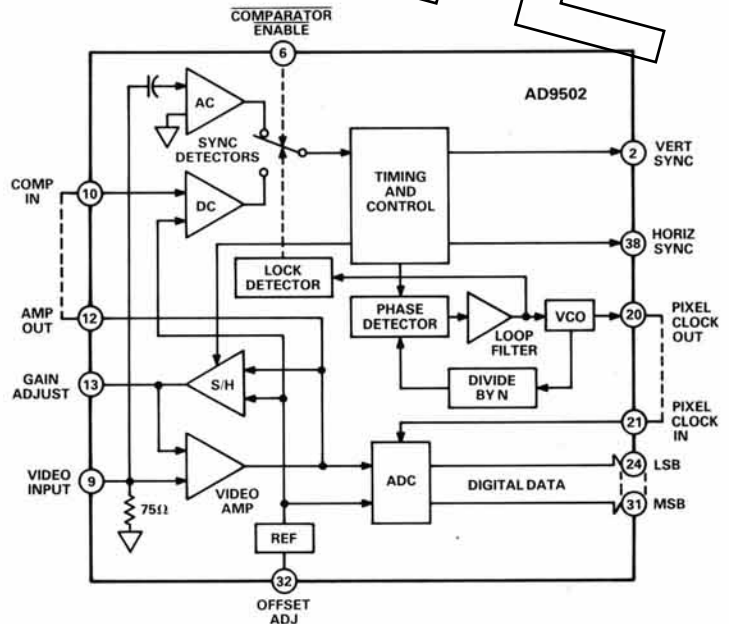 COMPARATOR
ENABLE
6
AD9502
AC
SYNC
DETECTORS
2
VERT
SYNC
TIMING
AND
CONTROL
COMP
IN
10
DC
38
HORIZ
SYNC
LOCK
DETECTOR
AMP
OUT
12
PHASE
DETECTOR
LOOP
FILTER
VCO
20
PIXEL
CLOCK
OUT
GAIN
ADJUST
13
S/H
DIVIDE
BY N
21
PIXEL
CLOCK
IN
VIDEO
INPUT
9
75Ω
VIDEO
AMP
ADC
DIGITAL DATA
24
LSB
31
MSB
REF
32
OFFSET
ADJ